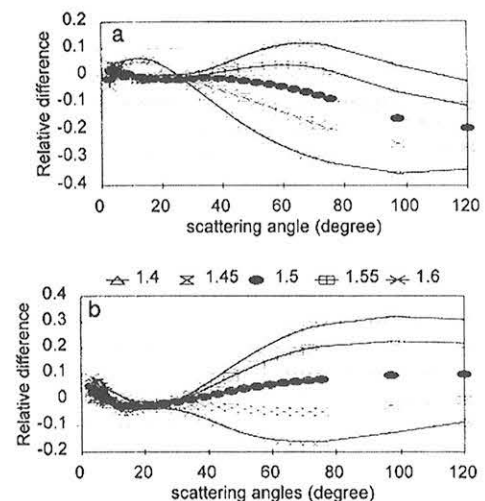 a
Relative difference
0.2
0.1
0
-0.1
-0.2
-0.3
-0.4
0 20 40 60 80 100 120
scattering angle (degree)
1.4 1.45 1.5 1.55 1.6
b
Relative difference
0.4
0.3
0.2
0.1
0
-0.1
-0.2
0 20 40 60 80 100 120
scattering angles (degree)